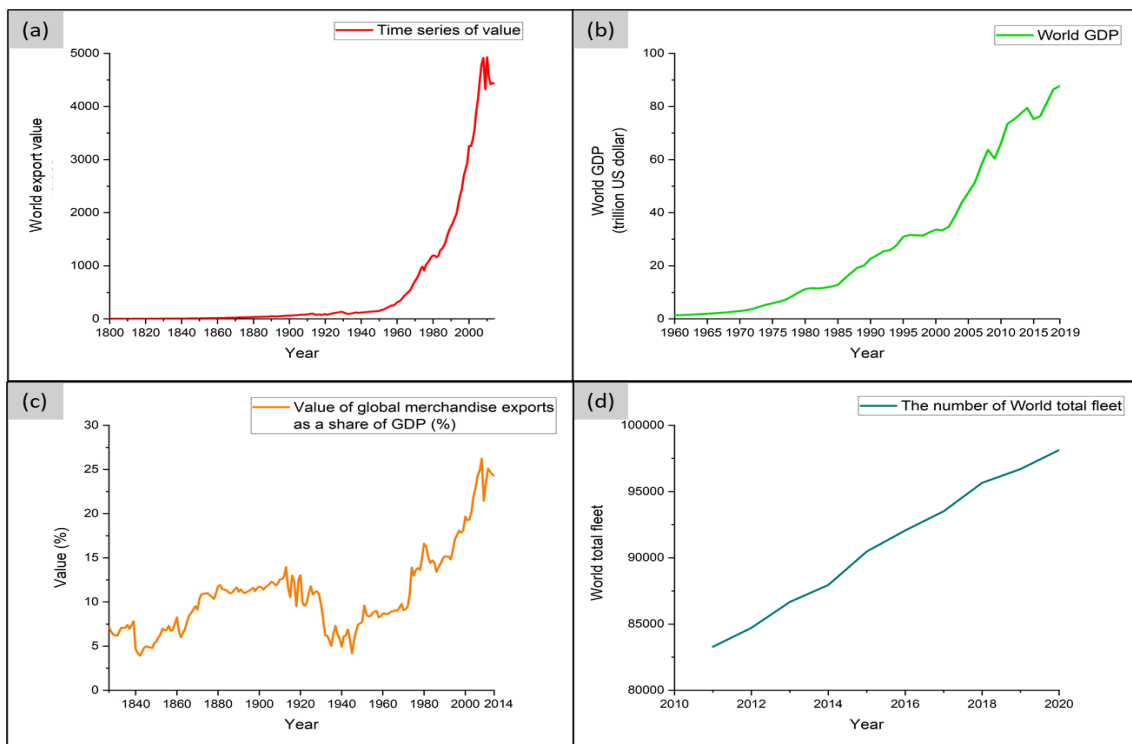 (a)
Time series of value
World export value
5000
4000
3000
2000
1000
0
1800 1820 1840 1860 1880 1900 1920 1940 1960 1980 2000
Year
(b)
World GDP
World GDP
(trillion US dollar)
100
80
60
40
20
0
1960 1965 1970 1975 1980 1985 1990 1995 2000 2005 2010 2015 2019
Year
(c)
Value of global merchandise exports
as a share of GDP (%)
Value (%)
30
25
20
15
10
5
0
1840 1860 1880 1900 1920 1940 1960 1980 2000 2014
Year
(d)
The number of World total fleet
World total fleet
100000
95000
90000
85000
80000
2010 2012 2014 2016 2018 2020
Year